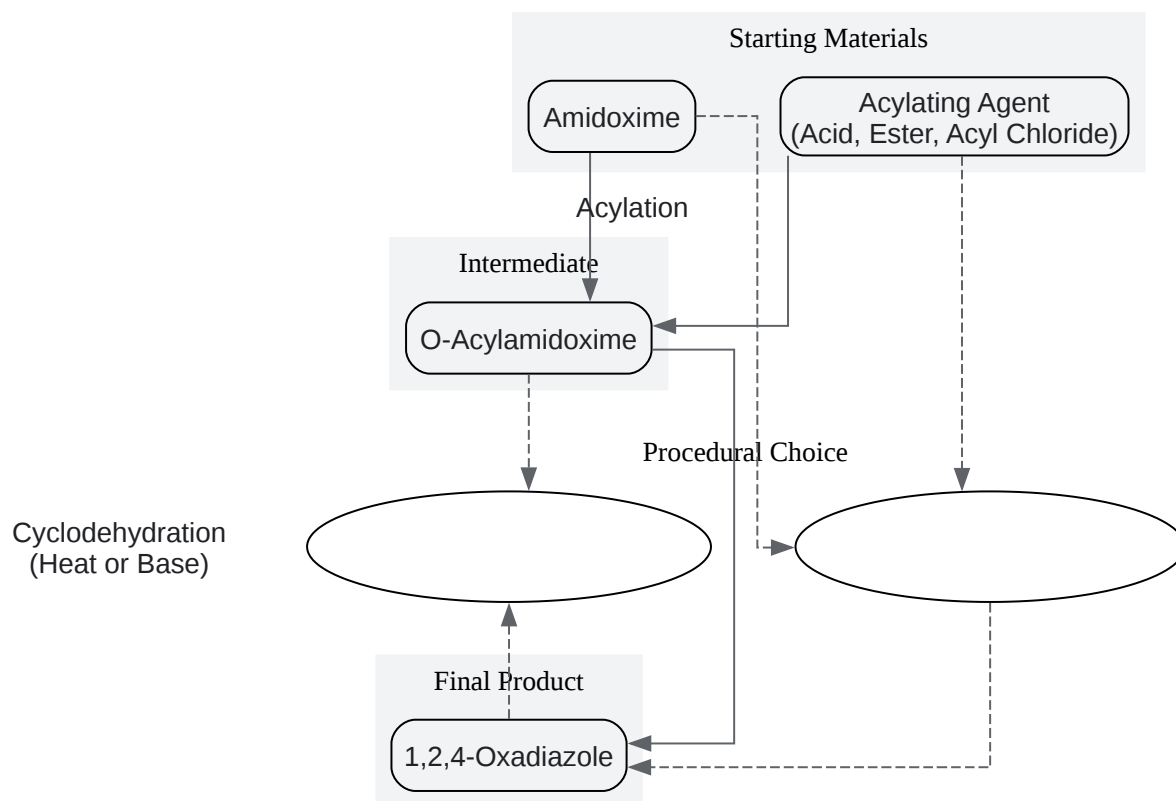 Starting Materials
Amidoxime
Acylating Agent
(Acid, Ester, Acyl Chloride)
Acylation
Intermediate
O-Acylamidoxime
Procedural Choice
Cyclodehydration
(Heat or Base)
Final Product
1,2,4-Oxadiazole